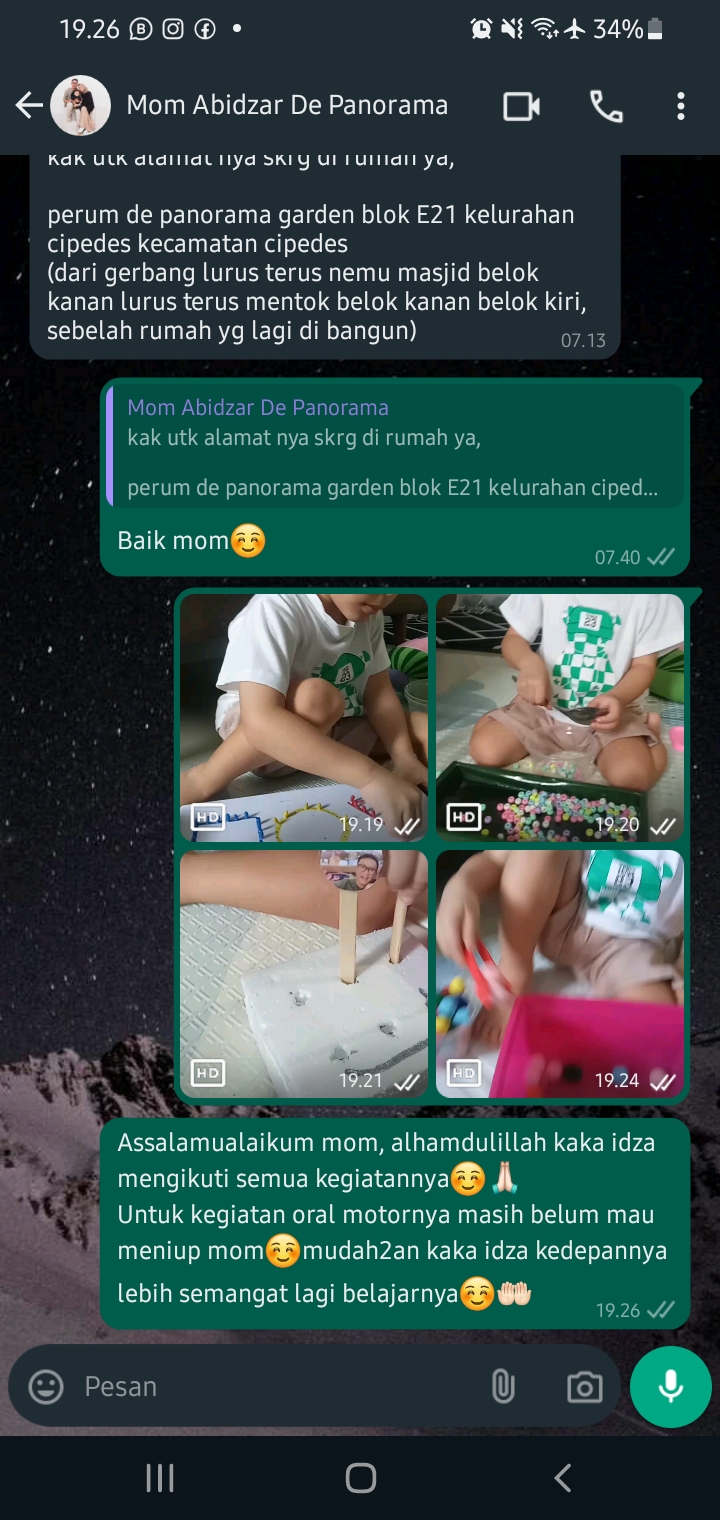 19.26
34%
Mom Abidzar De Panorama
kak utk alamat nya skrg di rumah ya,
perum de panorama garden blok E21 kelurahan
cipedes kecamatan cipedes
(dari gerbang lurus terus nemu masjid belok
kanan lurus terus mentok belok kanan belok kiri,
sebelah rumah yg lagi di bangun)
07.13
Mom Abidzar De Panorama
kak utk alamat nya skrg di rumah ya,
perum de panorama garden blok E21 kelurahan ciped...
Baik mom☺️
07.40
HD 19.19
HD 19.20
HD 19.21
HD 19.24
Assalamualaikum mom, alhamdulillah kaka idza
mengikuti semua kegiatannya☺️🙏🏻
Untuk kegiatan oral motornya masih belum mau
meniup mom☺️mudah2an kaka idza kedepannya
lebih semangat lagi belajarnya☺️🤲🏻
19.26
Pesan